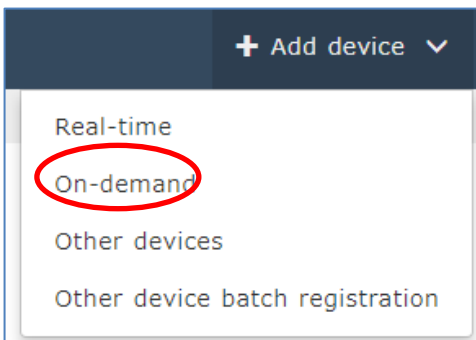 + Add device
Real-time
On-demand
Other devices
Other device batch registration